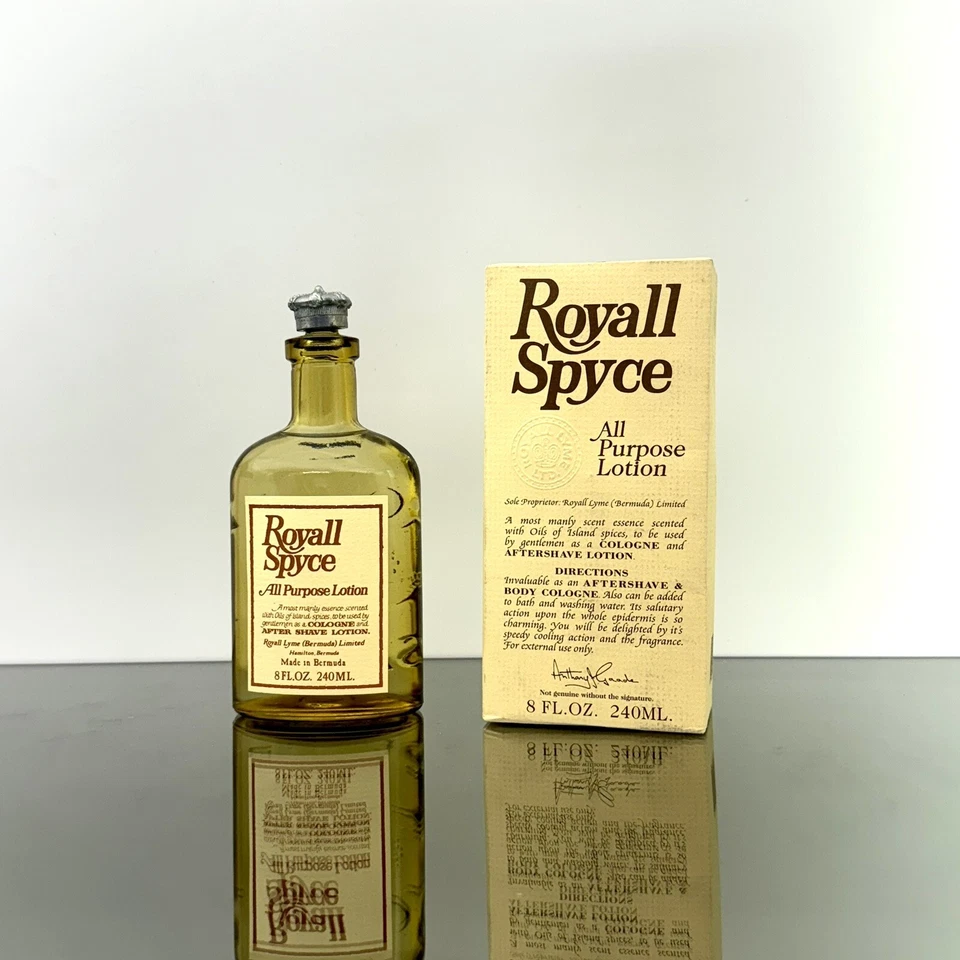 Royall
Spyce
All Purpose Lotion
A most manly essence scented
with Oils of Island spices, to be used by
gentlemen as a COLOGNE and
AFTER SHAVE LOTION.
Royall Lyme (Bermuda) Limited
Hamilton, Bermuda
Made in Bermuda
8 FL.OZ. 240ML.
Royall
Spyce
All
Purpose
Lotion
Sole Proprietor: Royall Lyme (Bermuda) Limited
A most manly scent essence scented
with Oils of Island spices, to be used
by gentlemen as a COLOGNE and
AFTERSHAVE LOTION.
DIRECTIONS
Invaluable as an AFTERSHAVE &
BODY COLOGNE. Also can be added
to bath and washing water. Its salutary
action upon the whole epidermis is so
charming. You will be delighted by it's
speedy cooling action and the fragrance.
For external use only.
Not genuine without the signature.
8 FL.OZ. 240ML.